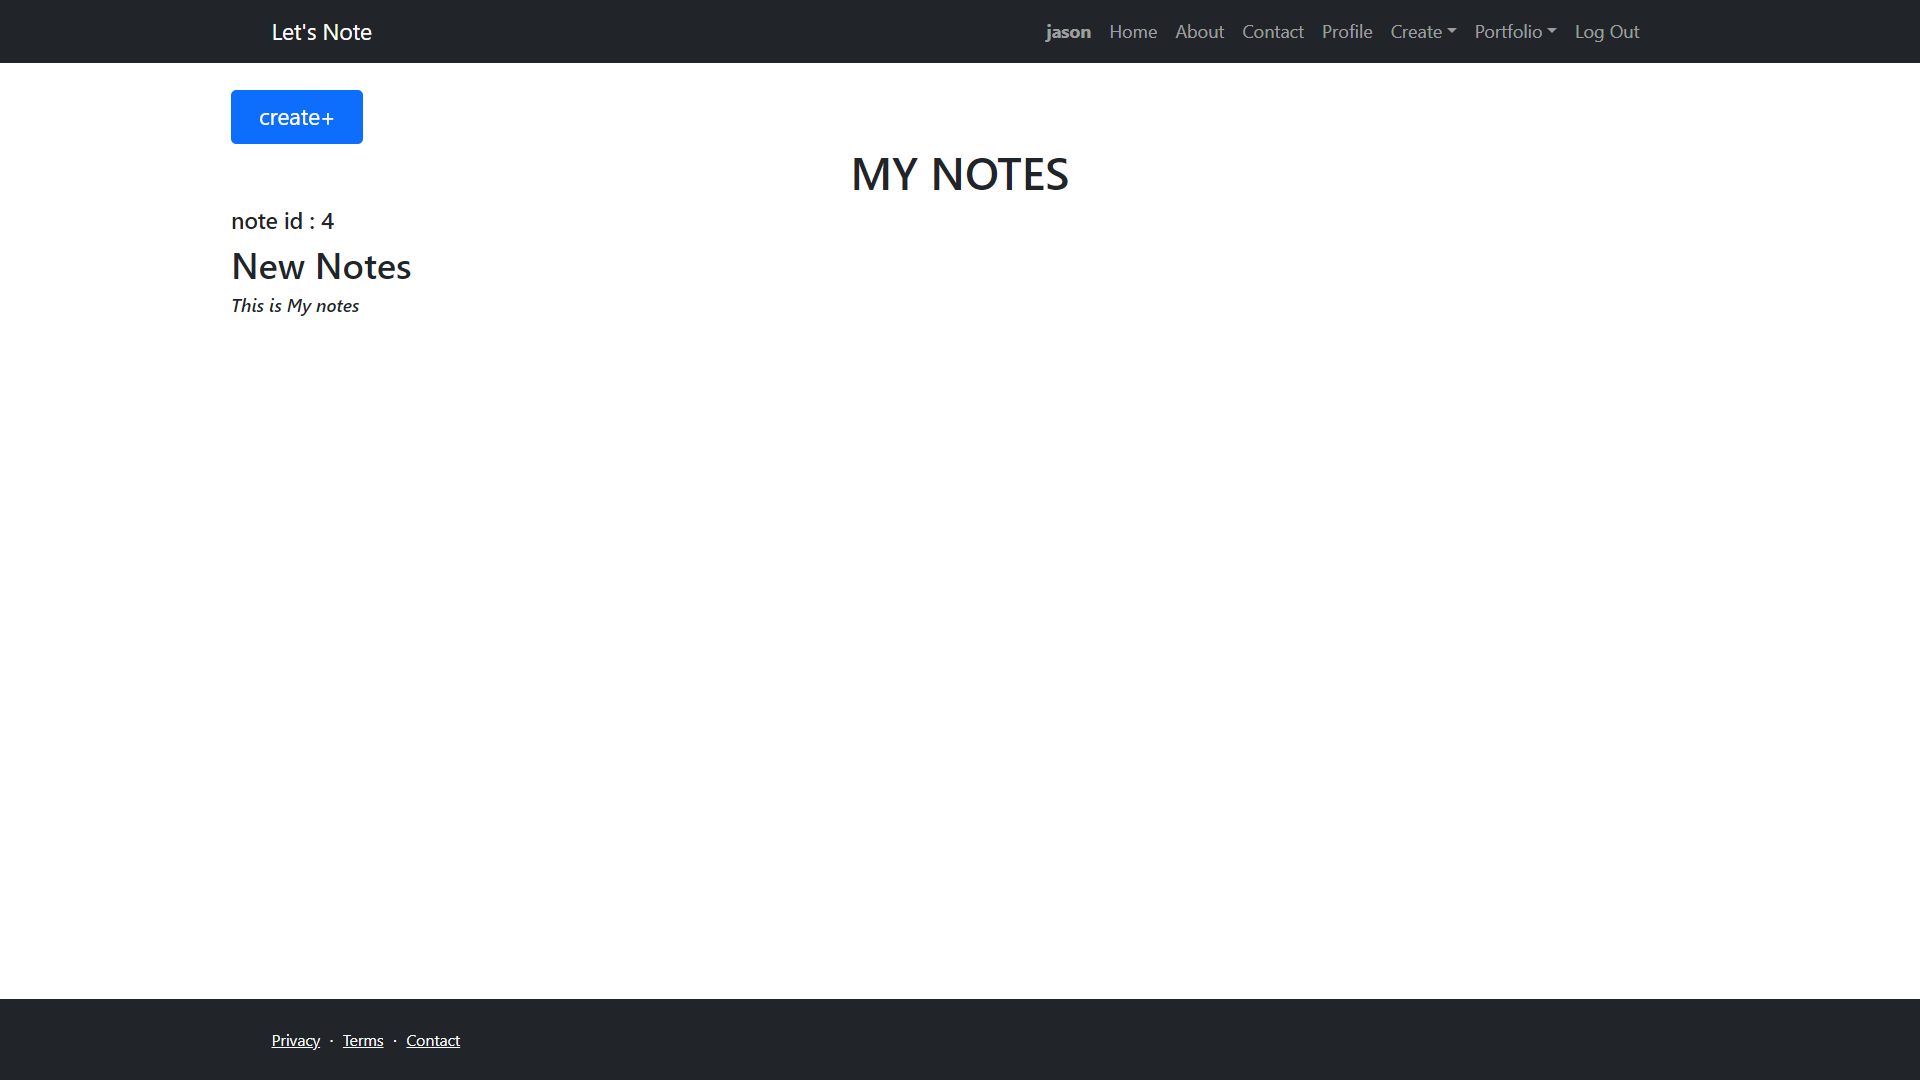 Let's Note jason Home About Contact Profile Create Portfolio Log Out
create+
MY NOTES
note id : 4
New Notes
This is My notes
Privacy · Terms · Contact